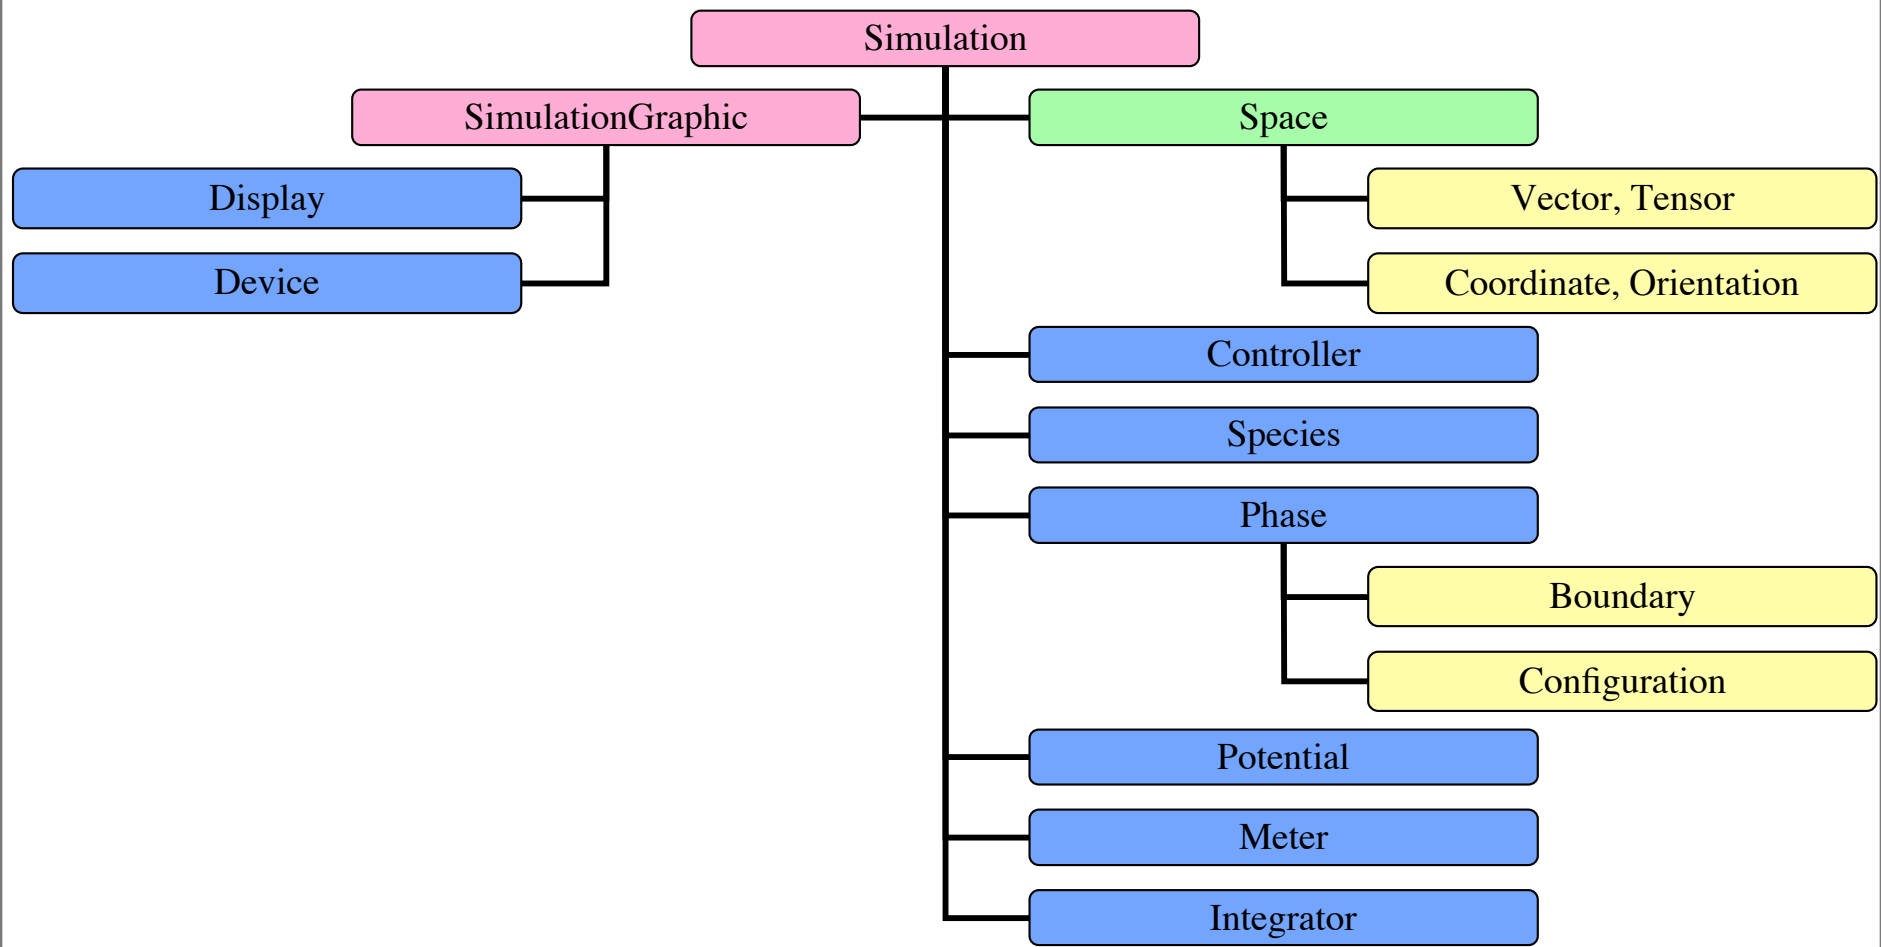 Simulation
SimulationGraphic
Space
Display
Vector, Tensor
Device
Coordinate, Orientation
Controller
Species
Phase
Boundary
Configuration
Potential
Meter
Integrator